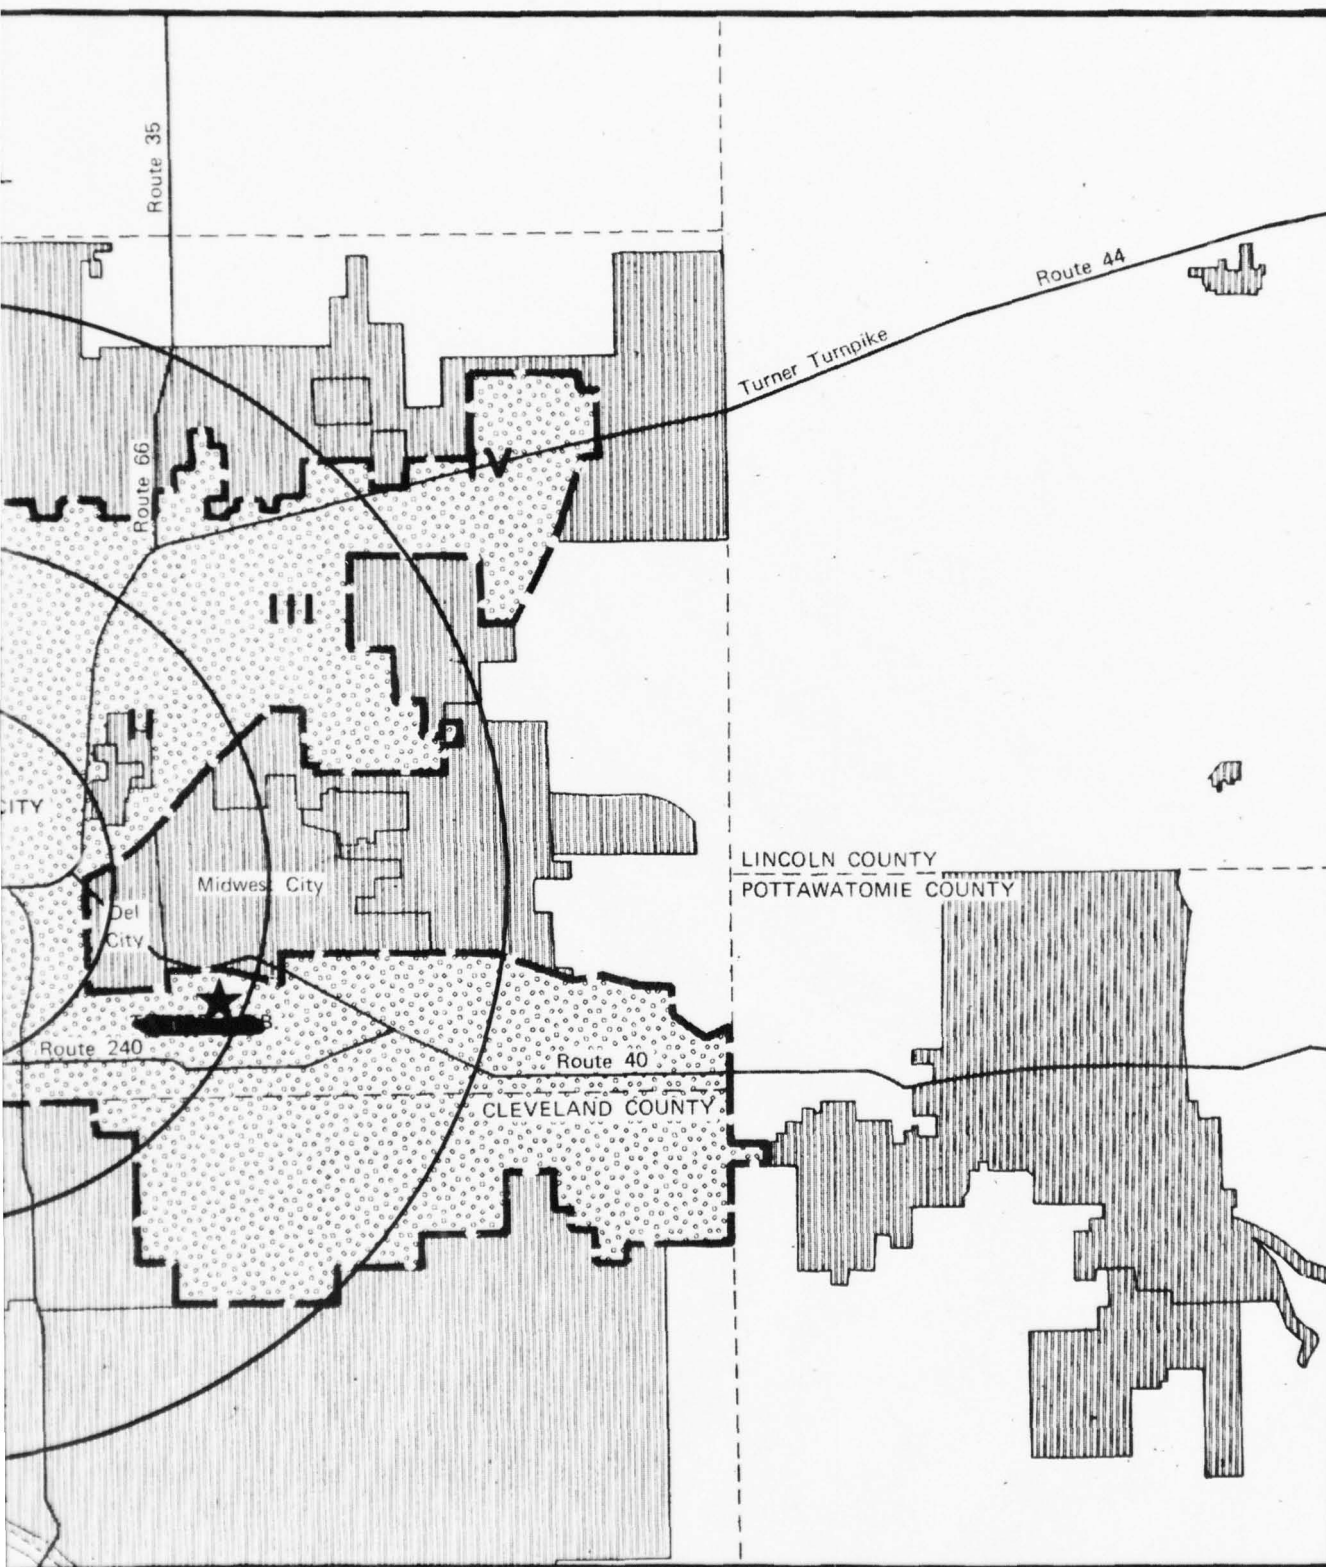 Route 35
Route 44
Turner Turnpike
Route 66
V
III
II
CITY
LINCOLN COUNTY
POTTAWATOMIE COUNTY
Midwest City
Del
City
Route 240
Route 40
CLEVELAND COUNTY